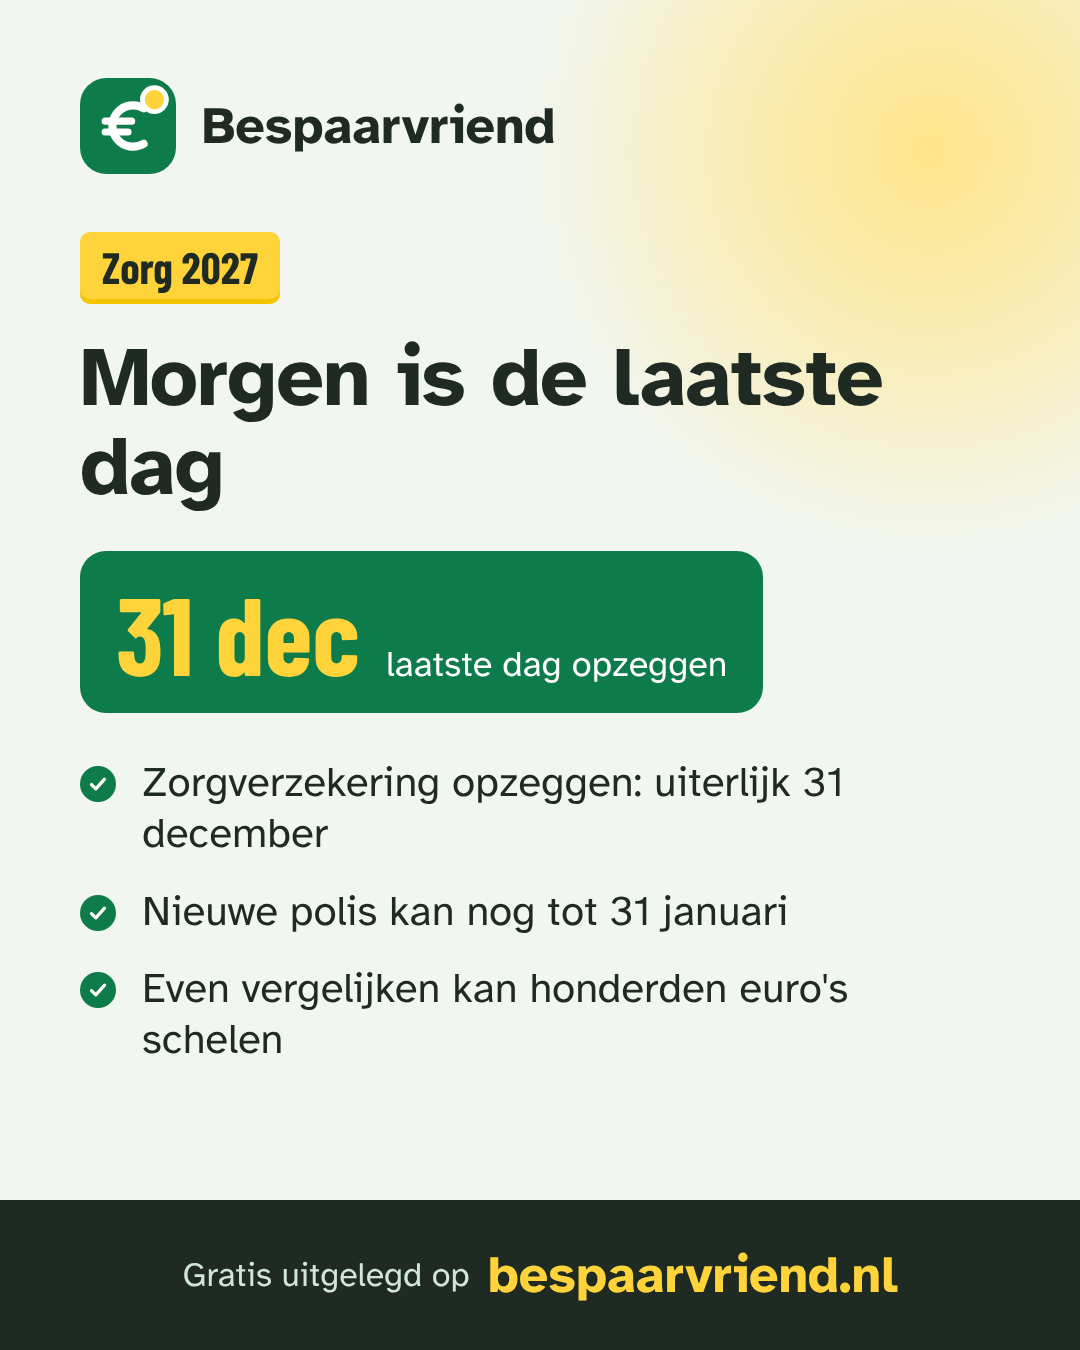 Bespaarvriend
Zorg 2027
Morgen is de laatste
dag
31 dec laatste dag opzeggen
Zorgverzekering opzeggen: uiterlijk 31
december
Nieuwe polis kan nog tot 31 januari
Even vergelijken kan honderden euro's
schelen
Gratis uitgelegd op bespaarvriend.nl